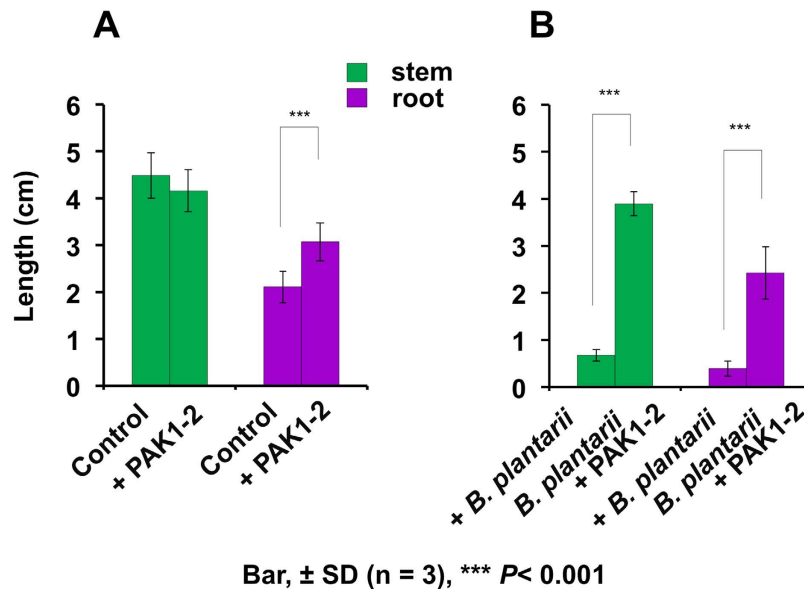 A
B
stem
root
Length (cm)
6
5
4
3
2
1
0
***
Control
+ PAK1-2
Control
+ PAK1-2
6
5
4
3
2
1
0
***
***
+ B. plantarii
B. plantarii
+ PAK1-2
+ B. plantarii
B. plantarii
+ PAK1-2
Bar, ± SD (n = 3), *** P< 0.001